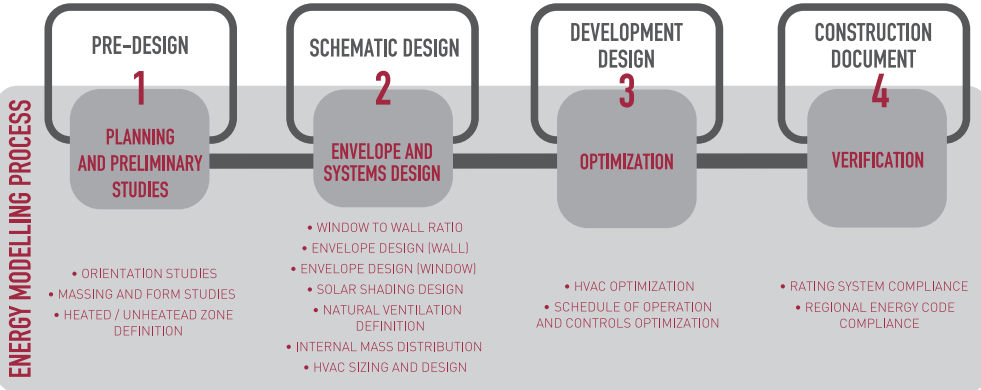 ENERGY MODELLING PROCESS
PRE-DESIGN
1
PLANNING
AND PRELIMINARY
STUDIES
• ORIENTATION STUDIES
• MASSING AND FORM STUDIES
• HEATED / UNHEATEAD ZONE
DEFINITION
SCHEMATIC DESIGN
2
ENVELOPE AND
SYSTEMS DESIGN
• WINDOW TO WALL RATIO
• ENVELOPE DESIGN (WALL)
• ENVELOPE DESIGN (WINDOW)
• SOLAR SHADING DESIGN
• NATURAL VENTILATION
DEFINITION
• INTERNAL MASS DISTRIBUTION
• HVAC SIZING AND DESIGN
DEVELOPMENT
DESIGN
3
OPTIMIZATION
• HVAC OPTIMIZATION
• SCHEDULE OF OPERATION
AND CONTROLS OPTIMIZATION
CONSTRUCTION
DOCUMENT
4
VERIFICATION
• RATING SYSTEM COMPLIANCE
• REGIONAL ENERGY CODE
COMPLIANCE